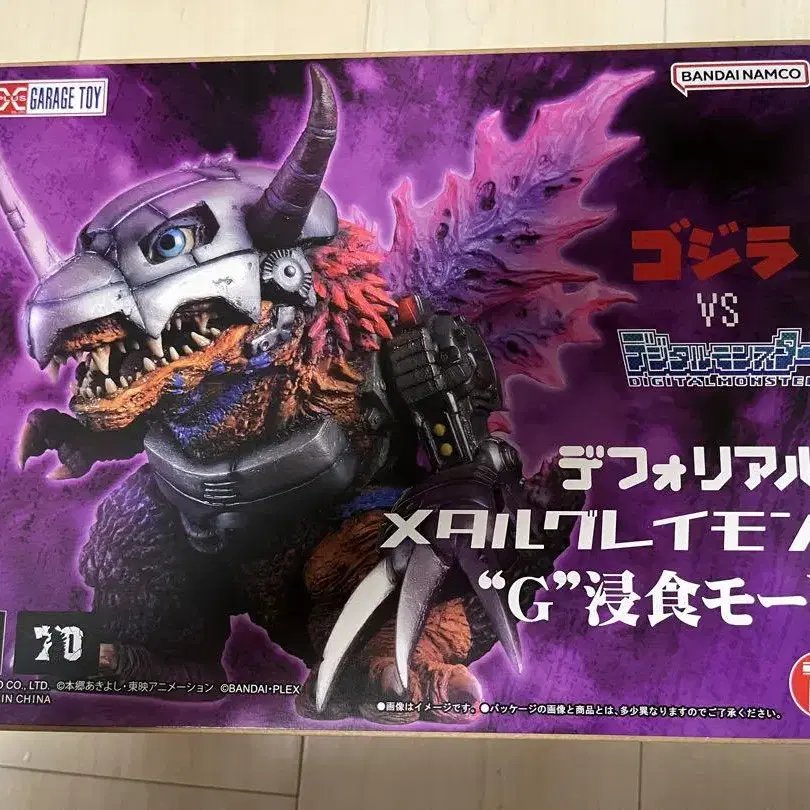 PLUS X GARAGE TOY
BANDAI NAMCO
ゴジラ
VS
デジタルモンスター
DIGITAL MONSTE
デフォリアル
メタルグレイモン
“G”浸食モー
70
O CO., LTD. ©本郷あきよし・東映アニメーション ©BANDAI・PLEX
IN CHINA
●画像はイメージです。●パッケージの画像と商品とは、多少異なりますのでご了承ください。